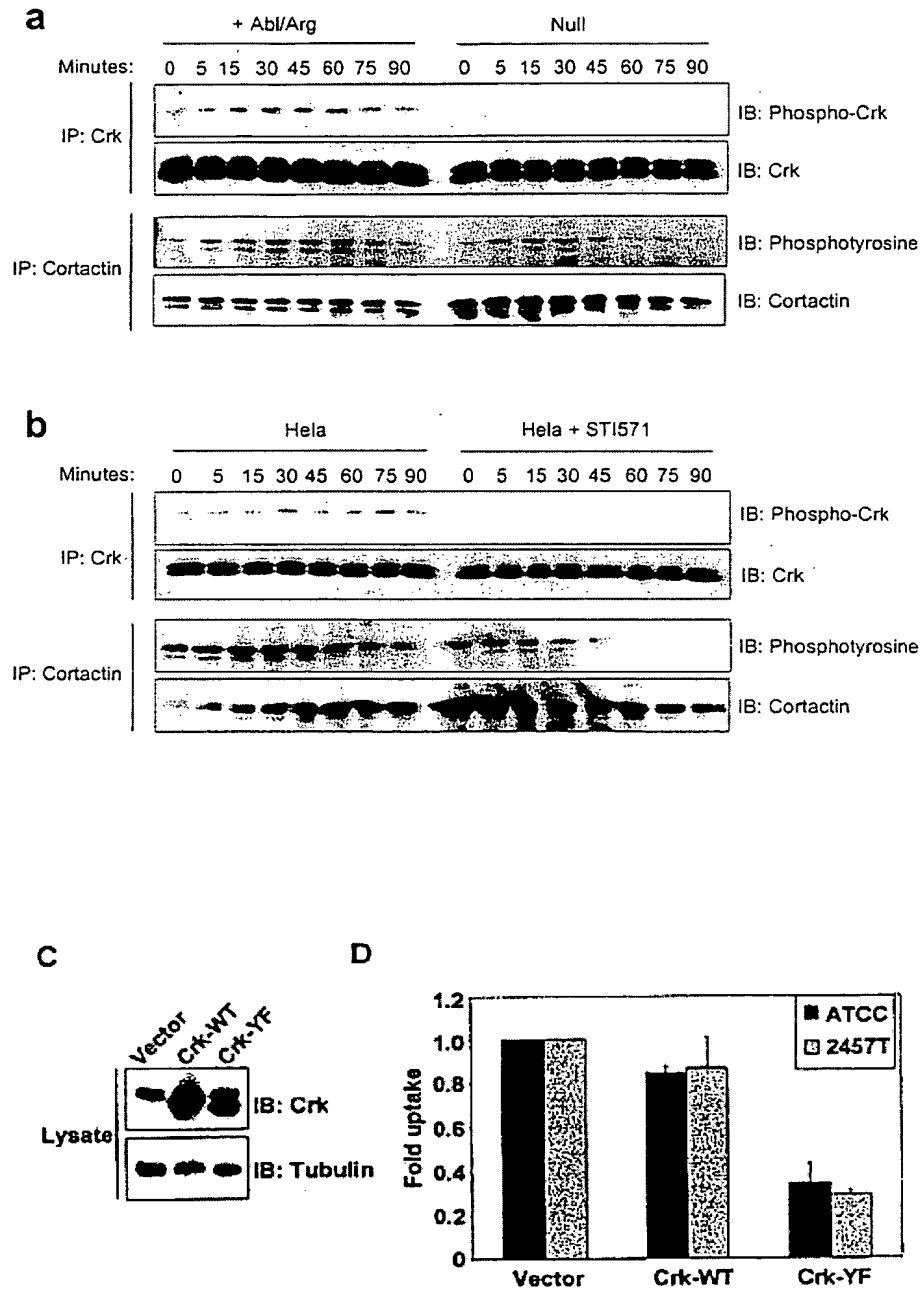 a
+ Abl/Arg Null
Minutes: 0 5 15 30 45 60 75 90 0 5 15 30 45 60 75 90
IP: Crk
IB: Phospho-Crk
IB: Crk
IP: Cortactin
IB: Phosphotyrosine
IB: Cortactin
b
Hela Hela + STI571
Minutes: 0 5 15 30 45 60 75 90 0 5 15 30 45 60 75 90
IP: Crk
IB: Phospho-Crk
IB: Crk
IP: Cortactin
IB: Phosphotyrosine
IB: Cortactin
C
Vector Crk-WT Crk-YF
Lysate
IB: Crk
IB: Tubulin
D
Fold uptake
1.2
1.0
0.8
0.6
0.4
0.2
0
ATCC
2457T
Vector Crk-WT Crk-YF